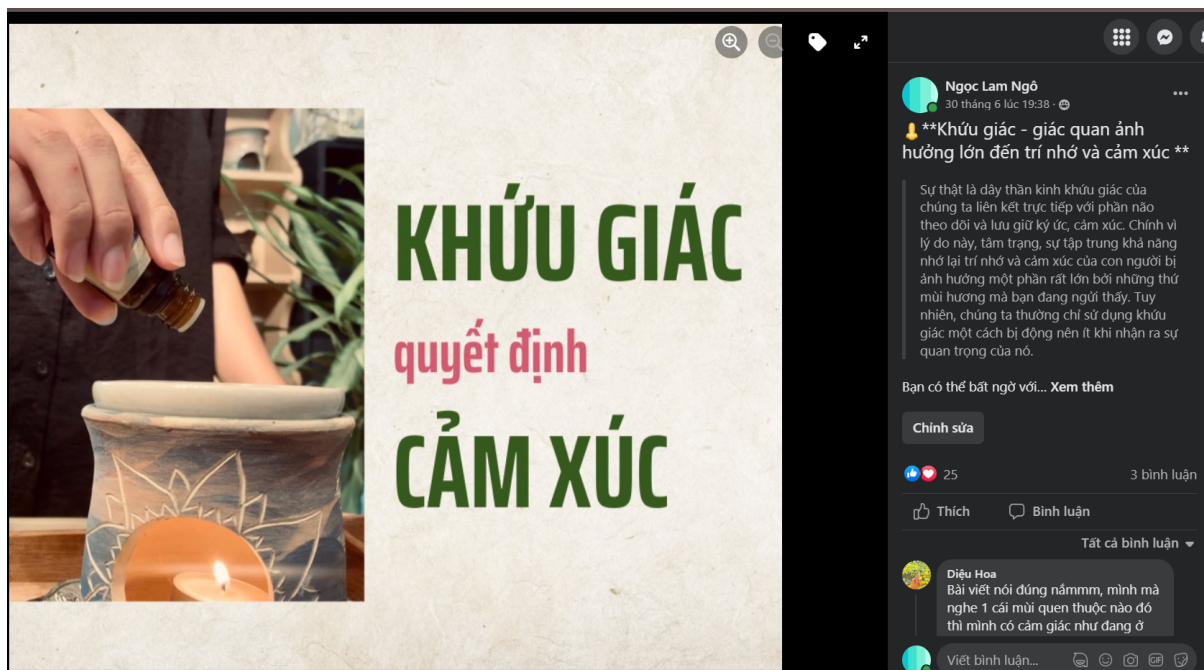 KHỨU GIÁC
quyết định
CẢM XÚC
Ngọc Lam Ngô
30 tháng 6 lúc 19:38 ·
**Khứu giác - giác quan ảnh
hưởng lớn đến trí nhớ và cảm xúc **
Sự thật là dây thần kinh khứu giác của
chúng ta liên kết trực tiếp với phần não
theo dõi và lưu giữ ký ức, cảm xúc. Chính vì
lý do này, tâm trạng, sự tập trung khả năng
nhớ lại trí nhớ và cảm xúc của con người bị
ảnh hưởng một phần rất lớn bởi những thứ
mùi hương mà bạn đang ngửi thấy. Tuy
nhiên, chúng ta thường chỉ sử dụng khứu
giác một cách bị động nên ít khi nhận ra sự
quan trọng của nó.
Bạn có thể bất ngờ với... Xem thêm
Chỉnh sửa
25 3 bình luận
Thích Bình luận
Tất cả bình luận
Diệu Hoa
Bài viết nói đúng nắmmm, mình mà
nghe 1 cái mùi quen thuộc nào đó
thì mình có cảm giác như đang ở
Viết bình luận... GIF